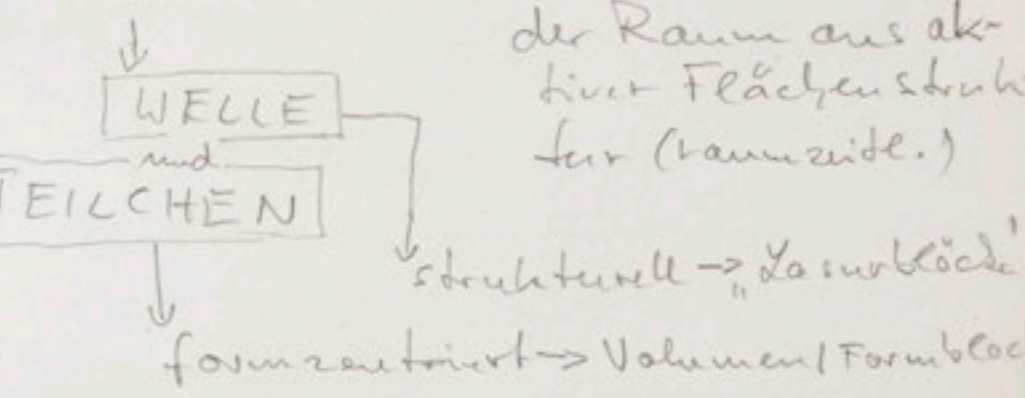 der Raum aus ak-
tiver Flächenstruk
tur (raumzeitl.)
WELLE
und
TEILCHEN
strukturell → „Lasurblöcke"
formzentriert → Volumen/Formbloc